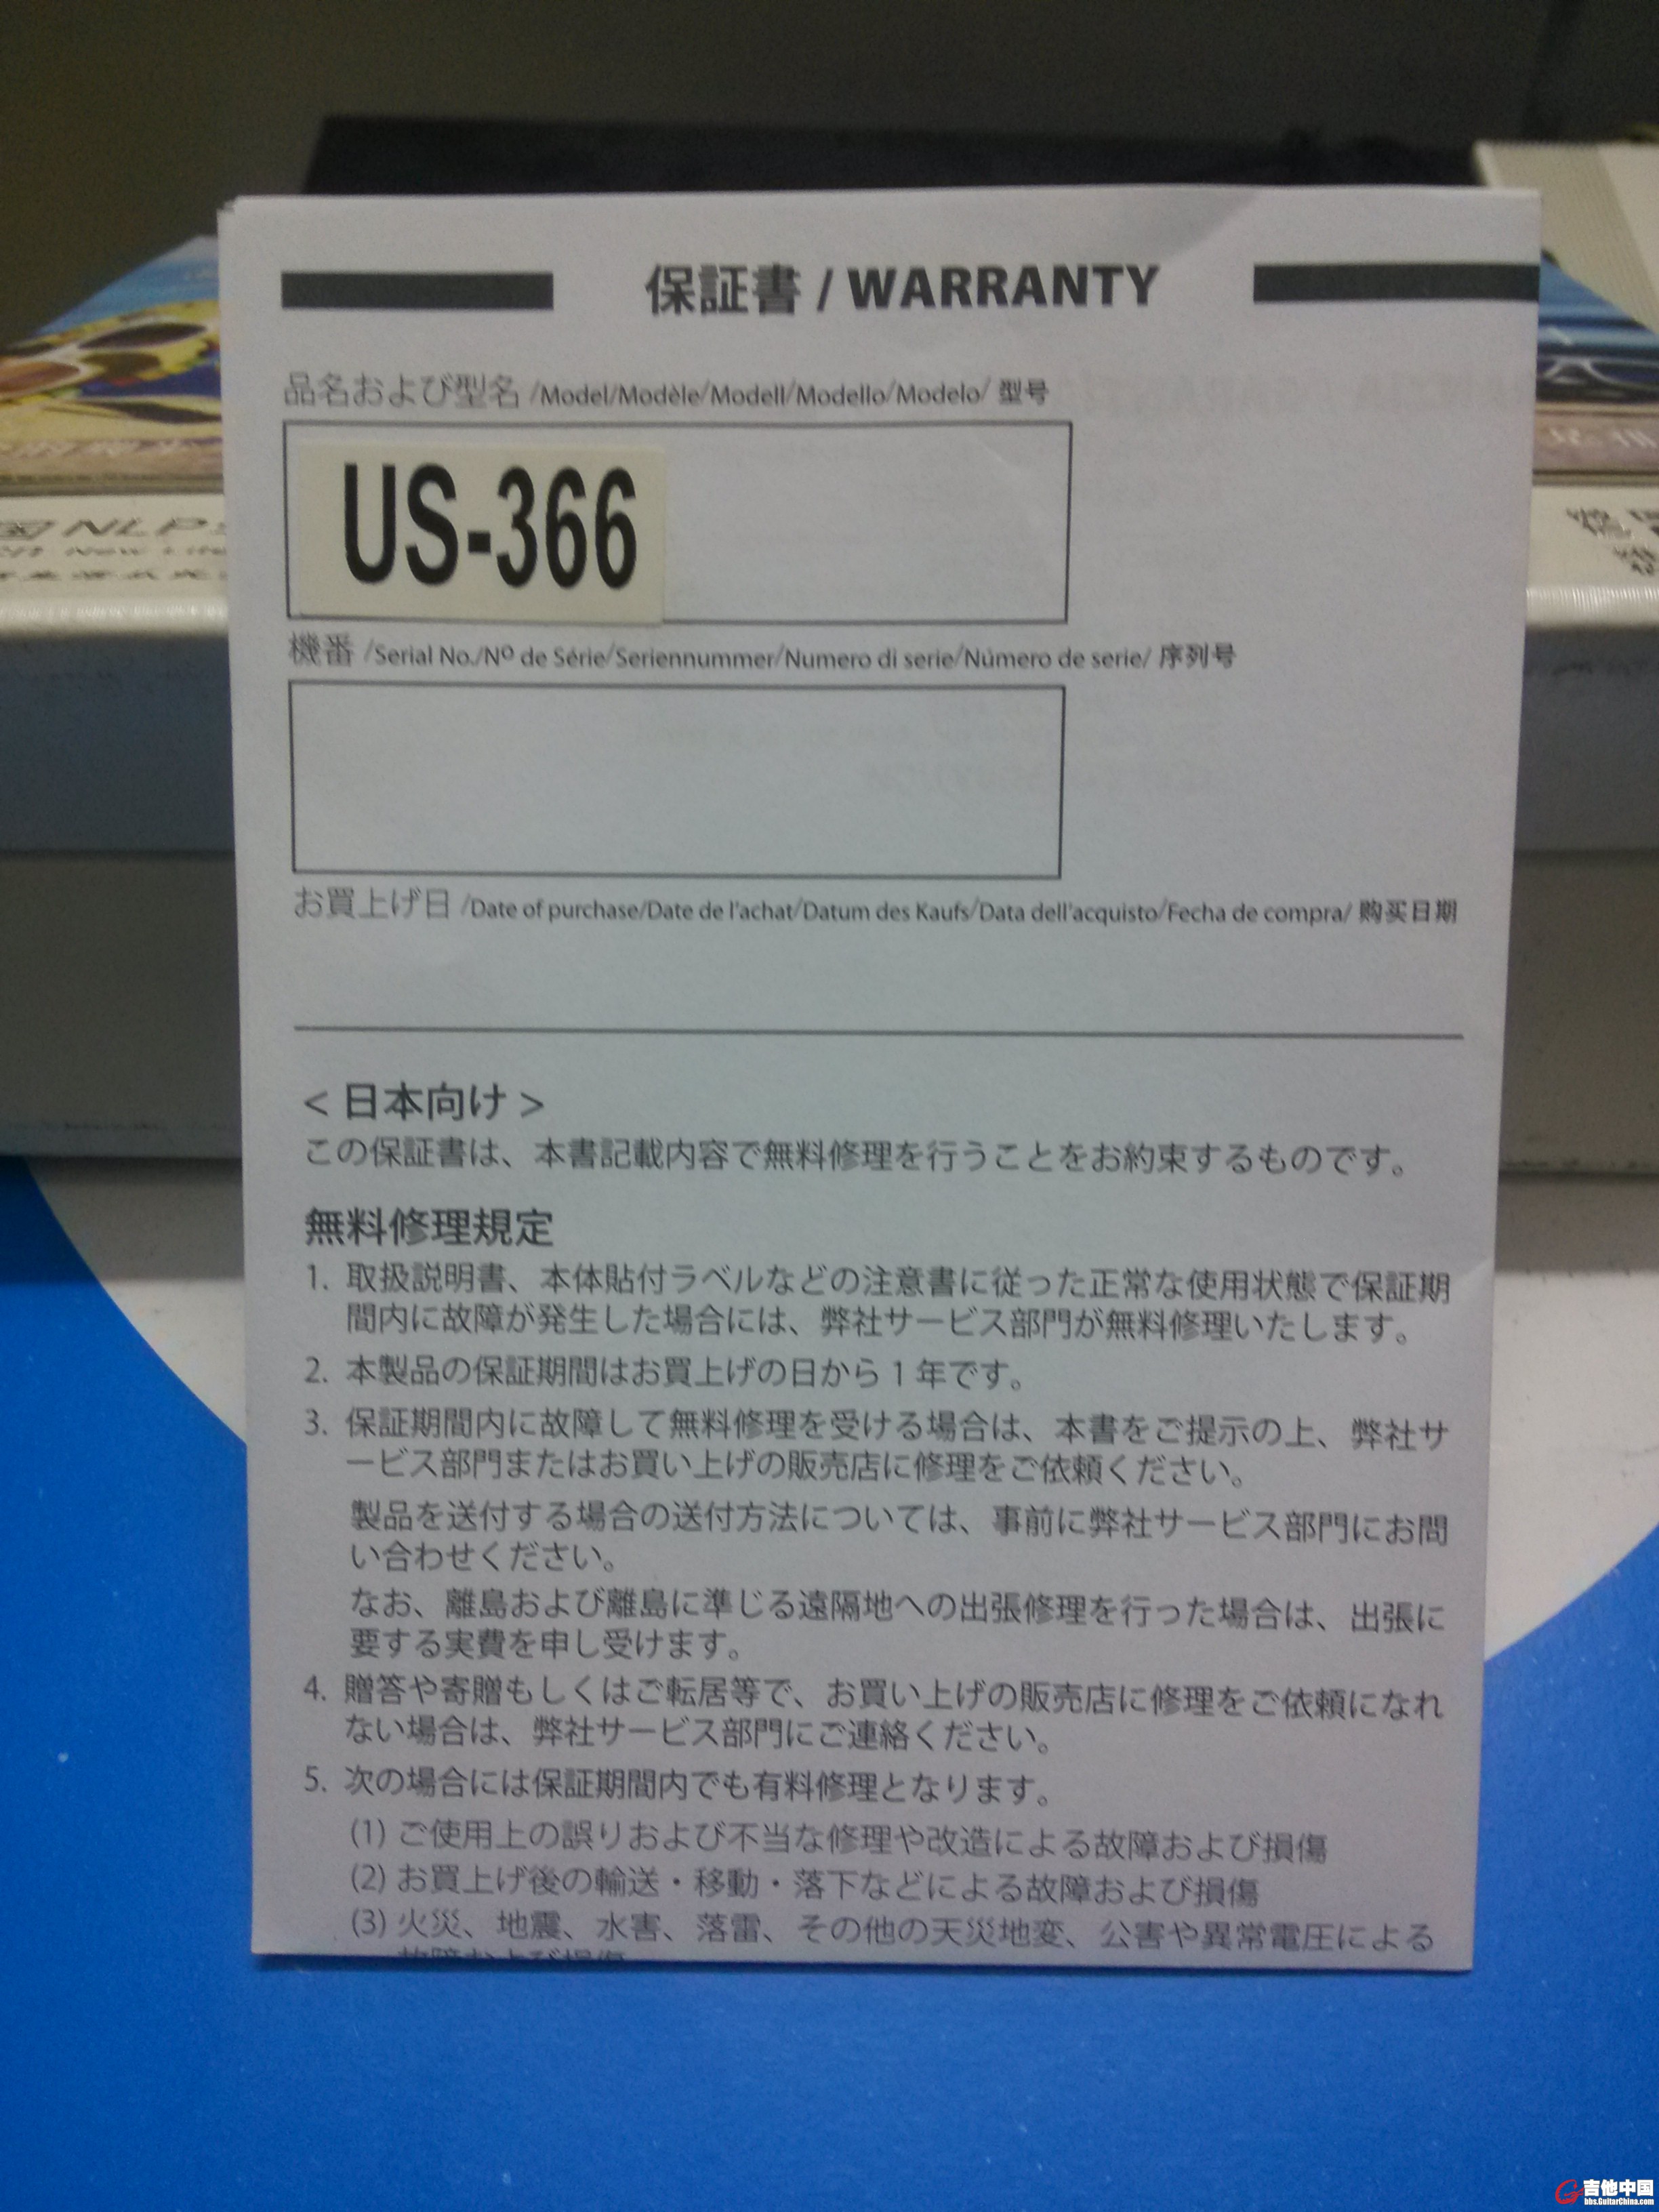 保証書 / WARRANTY
品名および型名 /Model/Modèle/Modell/Modello/Modelo/ 型号
US-366
機番 /Serial No./Nº de Série/Seriennummer/Numero di serie/Número de serie/ 序列号
お買上げ日 /Date of purchase/Date de l'achat/Datum des Kaufs/Data dell'acquisto/Fecha de compra/ 购买日期
< 日本向け >
この保証書は、本書記載内容で無料修理を行うことをお約束するものです。
無料修理規定
1. 取扱説明書、本体貼付ラベルなどの注意書に従った正常な使用状態で保証期
間内に故障が発生した場合には、弊社サービス部門が無料修理いたします。
2. 本製品の保証期間はお買上げの日から 1 年です。
3. 保証期間内に故障して無料修理を受ける場合は、本書をご提示の上、弊社サ
ービス部門またはお買い上げの販売店に修理をご依頼ください。
製品を送付する場合の送付方法については、事前に弊社サービス部門にお問
い合わせください。
なお、離島および離島に準じる遠隔地への出張修理を行った場合は、出張に
要する実費を申し受けます。
4. 贈答や寄贈もしくはご転居等で、お買い上げの販売店に修理をご依頼になれ
ない場合は、弊社サービス部門にご連絡ください。
5. 次の場合には保証期間内でも有料修理となります。
(1) ご使用上の誤りおよび不当な修理や改造による故障および損傷
(2) お買上げ後の輸送・移動・落下などによる故障および損傷
(3) 火災、地震、水害、落雷、その他の天災地変、公害や異常電圧による
故障および損傷
NLP
吉他中国
bbs.GuitarChina.com